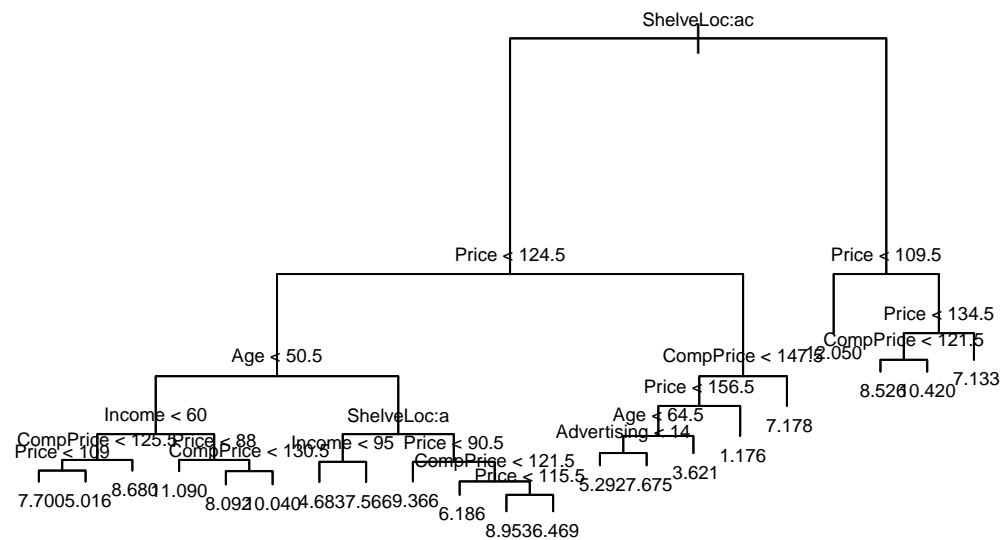 ShelveLoc:ac
Price < 124.5
Price < 109.5
Price < 134.5
CompPrice < 121.5
12.050
8.526
10.420
7.133
Age < 50.5
CompPrice < 147.5
Price < 156.5
7.178
Income < 60
ShelveLoc:a
Age < 64.5
1.176
CompPrice < 125.5
Price < 88
Income < 95
Price < 90.5
Advertising < 14
Price < 109
CompPrice < 130.5
CompPrice < 121.5
3.621
8.680
11.090
Price < 115.5
5.292
7.675
7.700
5.016
8.092
10.040
4.683
7.566
9.366
6.186
8.953
6.469